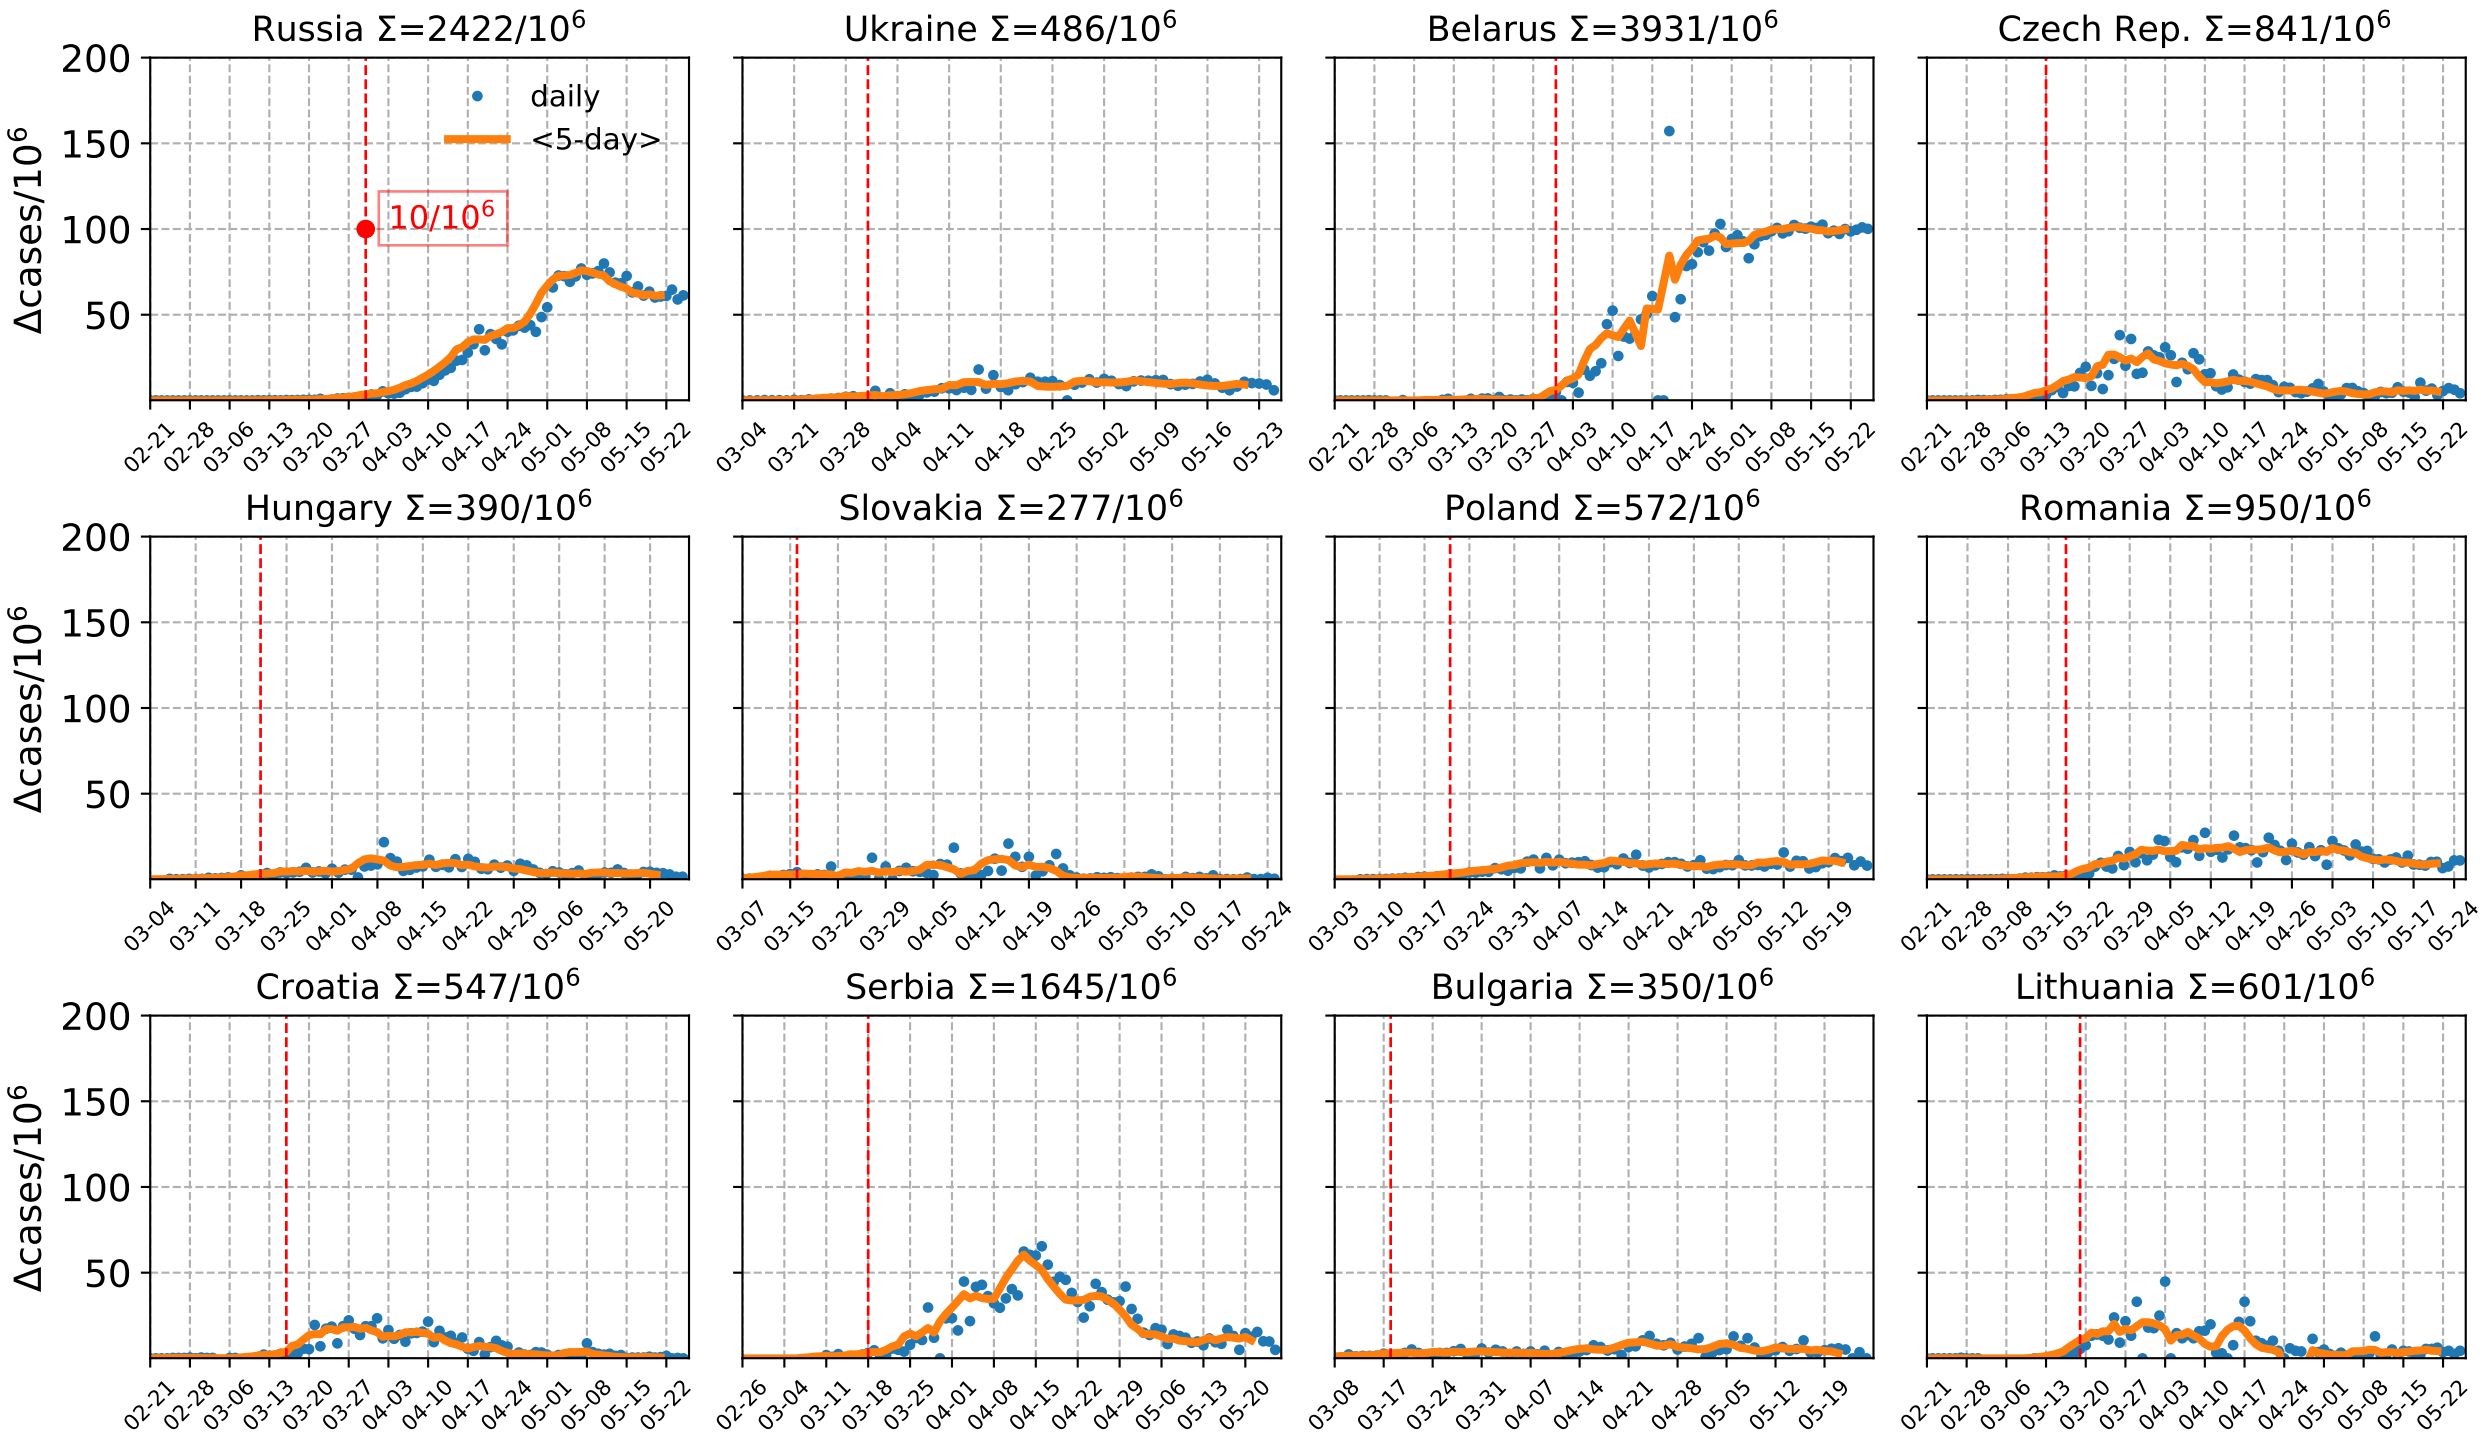 Russia Σ=2422/10⁶
Ukraine Σ=486/10⁶
Belarus Σ=3931/10⁶
Czech Rep. Σ=841/10⁶
Δcases/10⁶
200
150
100
50
daily
<5-day>
10/10⁶
02-21 02-28 03-06 03-13 03-20 03-27 04-03 04-10 04-17 04-24 05-01 05-08 05-15 05-22
03-04 03-21 03-28 04-04 04-11 04-18 04-25 05-02 05-09 05-16 05-23
02-21 02-28 03-06 03-13 03-20 03-27 04-03 04-10 04-17 04-24 05-01 05-08 05-15 05-22
02-21 02-28 03-06 03-13 03-20 03-27 04-03 04-10 04-17 04-24 05-01 05-08 05-15 05-22
Hungary Σ=390/10⁶
Slovakia Σ=277/10⁶
Poland Σ=572/10⁶
Romania Σ=950/10⁶
Δcases/10⁶
200
150
100
50
03-04 03-11 03-18 03-25 04-01 04-08 04-15 04-22 04-29 05-06 05-13 05-20
03-07 03-15 03-22 03-29 04-05 04-12 04-19 04-26 05-03 05-10 05-17 05-24
03-03 03-10 03-17 03-24 03-31 04-07 04-14 04-21 04-28 05-05 05-12 05-19
02-21 02-28 03-08 03-15 03-22 03-29 04-05 04-12 04-19 04-26 05-03 05-10 05-17 05-24
Croatia Σ=547/10⁶
Serbia Σ=1645/10⁶
Bulgaria Σ=350/10⁶
Lithuania Σ=601/10⁶
Δcases/10⁶
200
150
100
50
02-21 02-28 03-06 03-13 03-20 03-27 04-03 04-10 04-17 04-24 05-01 05-08 05-15 05-22
02-26 03-04 03-11 03-18 03-25 04-01 04-08 04-15 04-22 04-29 05-06 05-13 05-20
03-08 03-17 03-24 03-31 04-07 04-14 04-21 04-28 05-05 05-12 05-19
02-21 02-28 03-06 03-13 03-20 03-27 04-03 04-10 04-17 04-24 05-01 05-08 05-15 05-22